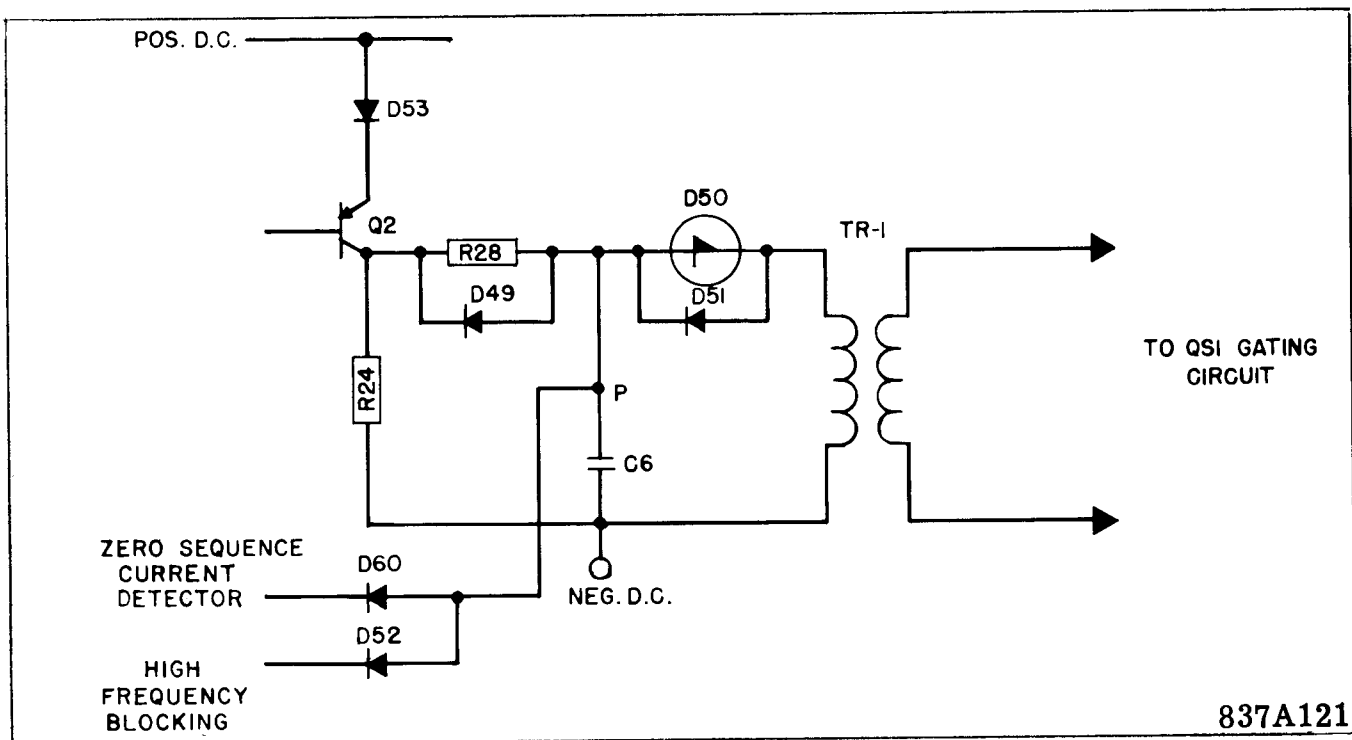 POS. D.C.
D53
Q2
D50
TR-1
R28
D49
D51
R24
TO QS1 GATING
CIRCUIT
P
C6
ZERO SEQUENCE
CURRENT
DETECTOR
D60
NEG. D.C.
D52
HIGH
FREQUENCY
BLOCKING
837A121